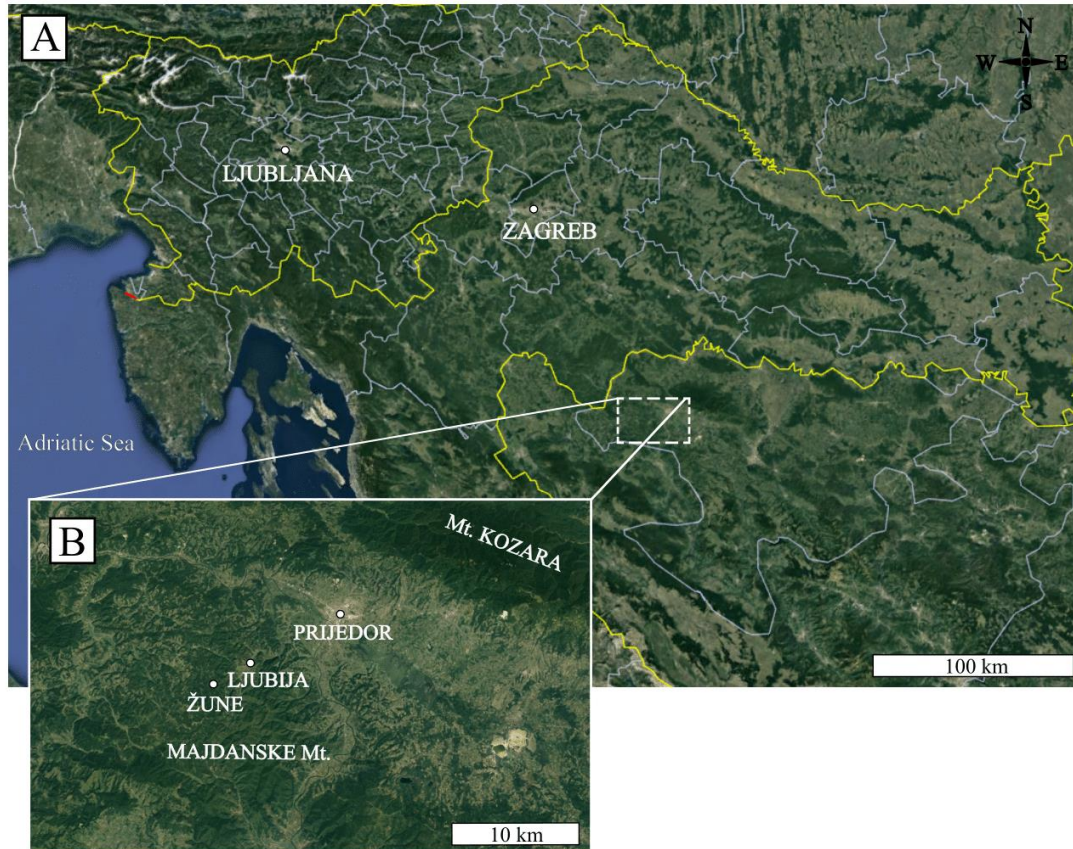 A
N
W E
S
LJUBLJANA
ZAGREB
Adriatic Sea
100 km
B
Mt. KOZARA
PRIJEDOR
LJUBIJA
ŽUNE
MAJDANSKE Mt.
10 km